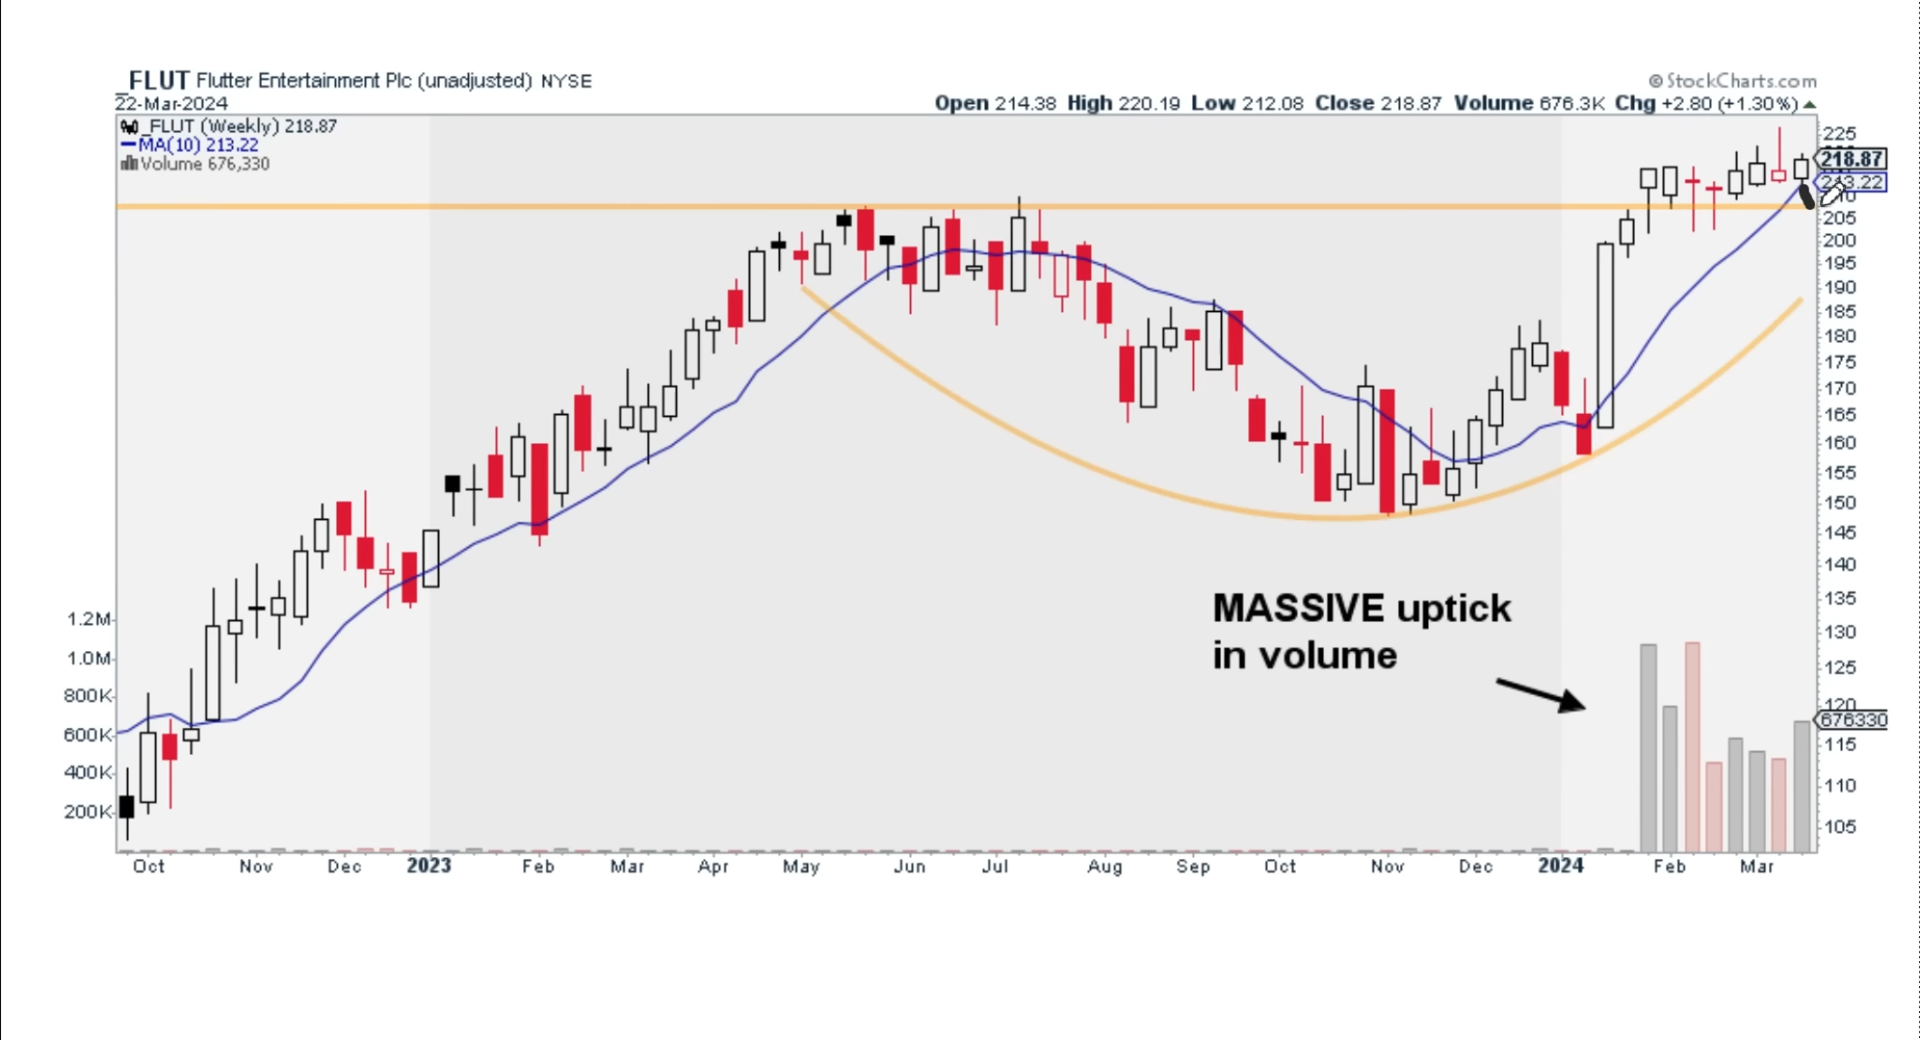 _FLUT Flutter Entertainment Plc (unadjusted) NYSE
© StockCharts.com
22-Mar-2024
Open 214.38 High 220.19 Low 212.08 Close 218.87 Volume 676.3K Chg +2.80 (+1.30%)
_FLUT (Weekly) 218.87
MA(10) 213.22
Volume 676,330
225
218.87
213.22
210
205
200
195
190
185
180
175
170
165
160
155
150
145
140
135
130
125
120
676330
115
110
105
MASSIVE uptick
in volume
1.2M
1.0M
800K
600K
400K
200K
Oct Nov Dec 2023 Feb Mar Apr May Jun Jul Aug Sep Oct Nov Dec 2024 Feb Mar